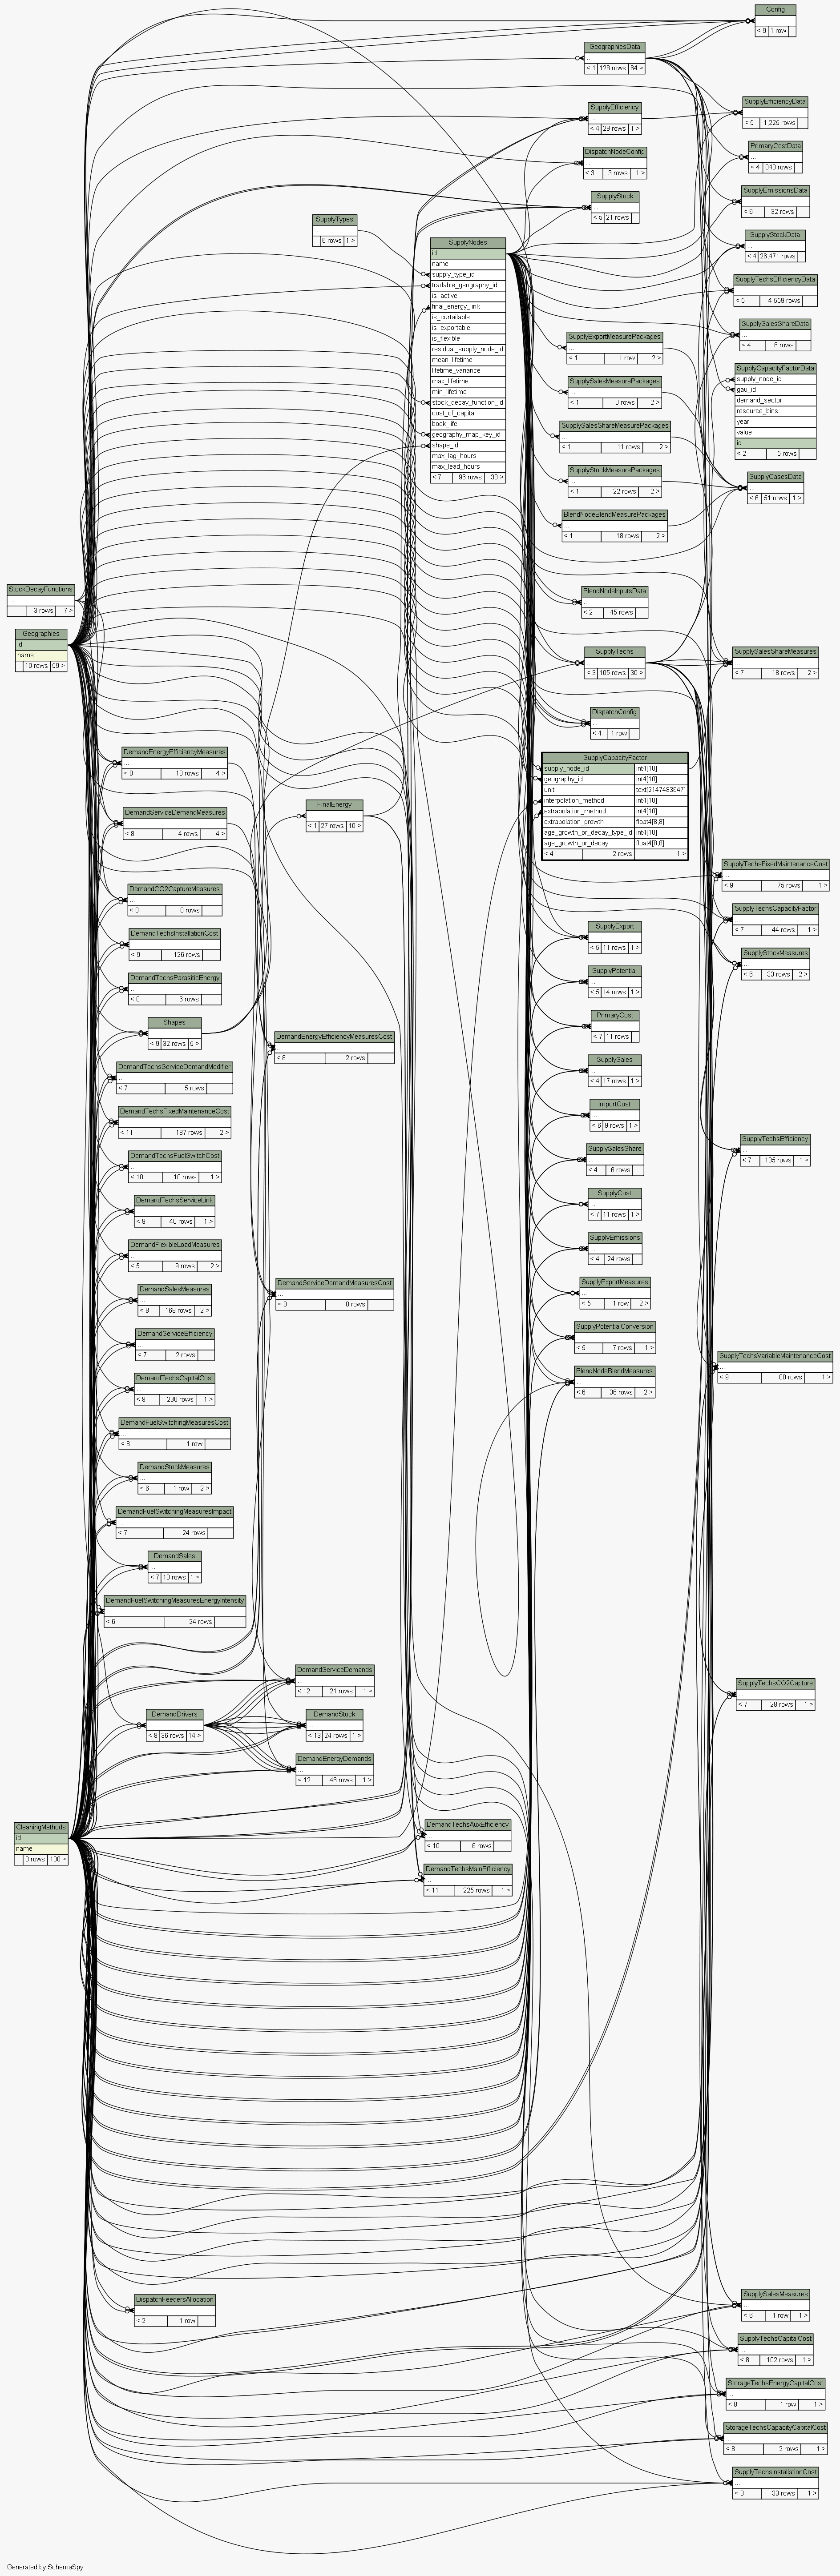 Config
...
< 9 1 row
GeographiesData
...
< 1 128 rows 64 >
SupplyEfficiency
...
< 4 29 rows 1 >
SupplyEfficiencyData
...
< 5 1,225 rows
DispatchNodeConfig
...
< 3 3 rows 1 >
PrimaryCostData
...
< 4 848 rows
SupplyStock
...
< 5 21 rows
SupplyEmissionsData
...
< 6 32 rows
SupplyTypes
...
6 rows 1 >
SupplyStockData
...
< 4 26,471 rows
SupplyNodes
id
name
supply_type_id
tradable_geography_id
is_active
final_energy_link
is_curtailable
is_exportable
is_flexible
residual_supply_node_id
mean_lifetime
lifetime_variance
max_lifetime
min_lifetime
stock_decay_function_id
cost_of_capital
book_life
geography_map_key_id
shape_id
max_lag_hours
max_lead_hours
< 7 96 rows 38 >
SupplyTechsEfficiencyData
...
< 5 4,559 rows
SupplySalesShareData
...
< 4 6 rows
SupplyExportMeasurePackages
...
< 1 1 row 2 >
SupplyCapacityFactorData
supply_node_id
gau_id
demand_sector
resource_bins
year
value
id
< 2 5 rows
SupplySalesMeasurePackages
...
< 1 0 rows 2 >
SupplySalesShareMeasurePackages
...
< 1 11 rows 2 >
SupplyStockMeasurePackages
...
< 1 22 rows 2 >
SupplyCasesData
...
< 6 51 rows 1 >
BlendNodeBlendMeasurePackages
...
< 1 18 rows 2 >
StockDecayFunctions
...
3 rows 7 >
BlendNodeInputsData
...
< 2 45 rows
Geographies
id
name
10 rows 59 >
SupplyTechs
...
< 3 105 rows 30 >
SupplySalesShareMeasures
...
< 7 18 rows 2 >
DispatchConfig
...
< 4 1 row
DemandEnergyEfficiencyMeasures
...
< 8 18 rows 4 >
SupplyCapacityFactor
supply_node_id int4[10]
geography_id int4[10]
unit text[2147483647]
interpolation_method int4[10]
extrapolation_method int4[10]
extrapolation_growth float4[8,8]
age_growth_or_decay_type_id int4[10]
age_growth_or_decay float4[8,8]
< 4 2 rows 1 >
FinalEnergy
...
< 1 27 rows 10 >
DemandServiceDemandMeasures
...
< 8 4 rows 4 >
SupplyTechsFixedMaintenanceCost
...
< 9 75 rows 1 >
DemandCO2CaptureMeasures
...
< 8 0 rows
SupplyTechsCapacityFactor
...
< 7 44 rows 1 >
DemandTechsInstallationCost
...
< 9 126 rows
SupplyExport
...
< 5 11 rows 1 >
SupplyStockMeasures
...
< 6 33 rows 2 >
DemandTechsParasiticEnergy
...
< 8 6 rows
SupplyPotential
...
< 5 14 rows 1 >
Shapes
...
< 9 32 rows 5 >
PrimaryCost
...
< 7 11 rows
DemandEnergyEfficiencyMeasuresCost
...
< 8 2 rows
DemandTechsServiceDemandModifier
...
< 7 5 rows
SupplySales
...
< 4 17 rows 1 >
DemandTechsFixedMaintenanceCost
...
< 11 187 rows 2 >
ImportCost
...
< 6 9 rows 1 >
SupplyTechsEfficiency
...
< 7 105 rows 1 >
DemandTechsFuelSwitchCost
...
< 10 10 rows 1 >
SupplySalesShare
...
< 4 6 rows
DemandTechsServiceLink
...
< 9 40 rows 1 >
SupplyCost
...
< 7 11 rows 1 >
DemandFlexibleLoadMeasures
...
< 5 9 rows 2 >
SupplyEmissions
...
< 4 24 rows
DemandSalesMeasures
...
< 8 168 rows 2 >
DemandServiceDemandMeasuresCost
...
< 8 0 rows
SupplyExportMeasures
...
< 5 1 row 2 >
DemandServiceEfficiency
...
< 7 2 rows
SupplyPotentialConversion
...
< 5 7 rows 1 >
SupplyTechsVariableMaintenanceCost
...
< 9 80 rows 1 >
DemandTechsCapitalCost
...
< 9 230 rows 1 >
BlendNodeBlendMeasures
...
< 6 36 rows 2 >
DemandFuelSwitchingMeasuresCost
...
< 8 1 row
DemandStockMeasures
...
< 6 1 row 2 >
DemandFuelSwitchingMeasuresImpact
...
< 7 24 rows
DemandSales
...
< 7 10 rows 1 >
DemandFuelSwitchingMeasuresEnergyIntensity
...
< 6 24 rows
DemandServiceDemands
...
< 12 21 rows 1 >
SupplyTechsCO2Capture
...
< 7 28 rows 1 >
DemandDrivers
...
< 8 36 rows 14 >
DemandStock
...
< 13 24 rows 1 >
DemandEnergyDemands
...
< 12 46 rows 1 >
CleaningMethods
id
name
8 rows 108 >
DemandTechsAuxEfficiency
...
< 10 6 rows
DemandTechsMainEfficiency
...
< 11 225 rows 1 >
DispatchFeedersAllocation
...
< 2 1 row
SupplySalesMeasures
...
< 6 1 row 1 >
SupplyTechsCapitalCost
...
< 8 102 rows 1 >
StorageTechsEnergyCapitalCost
...
< 8 1 row 1 >
StorageTechsCapacityCapitalCost
...
< 8 2 rows 1 >
SupplyTechsInstallationCost
...
< 8 33 rows 1 >
Generated by SchemaSpy